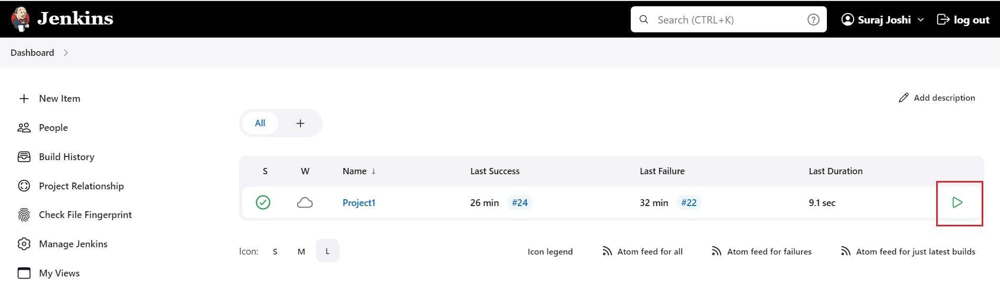 Jenkins
Search (CTRL+K)
Suraj Joshi
log out
Dashboard
New Item
People
Build History
Project Relationship
Check File Fingerprint
Manage Jenkins
My Views
Add description
All +
S W Name ↓ Last Success Last Failure Last Duration
Project1 26 min #24 32 min #22 9.1 sec
Icon: S M L
Icon legend
Atom feed for all
Atom feed for failures
Atom feed for just latest builds